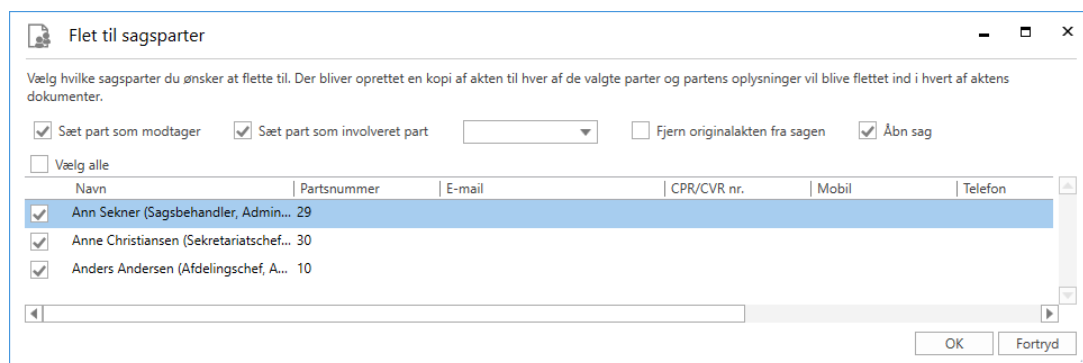 Flet til sagsparter
Vælg hvilke sagsparter du ønsker at flette til. Der bliver oprettet en kopi af akten til hver af de valgte parter og partens oplysninger vil blive flettet ind i hvert af aktens
dokumenter.
Sæt part som modtager Sæt part som involveret part Fjern originalakten fra sagen Åbn sag
Vælg alle
Navn Partsnummer E-mail CPR/CVR nr. Mobil Telefon
Ann Sekner (Sagsbehandler, Admin... 29
Anne Christiansen (Sekretariatschef... 30
Anders Andersen (Afdelingschef, A... 10
OK Fortryd